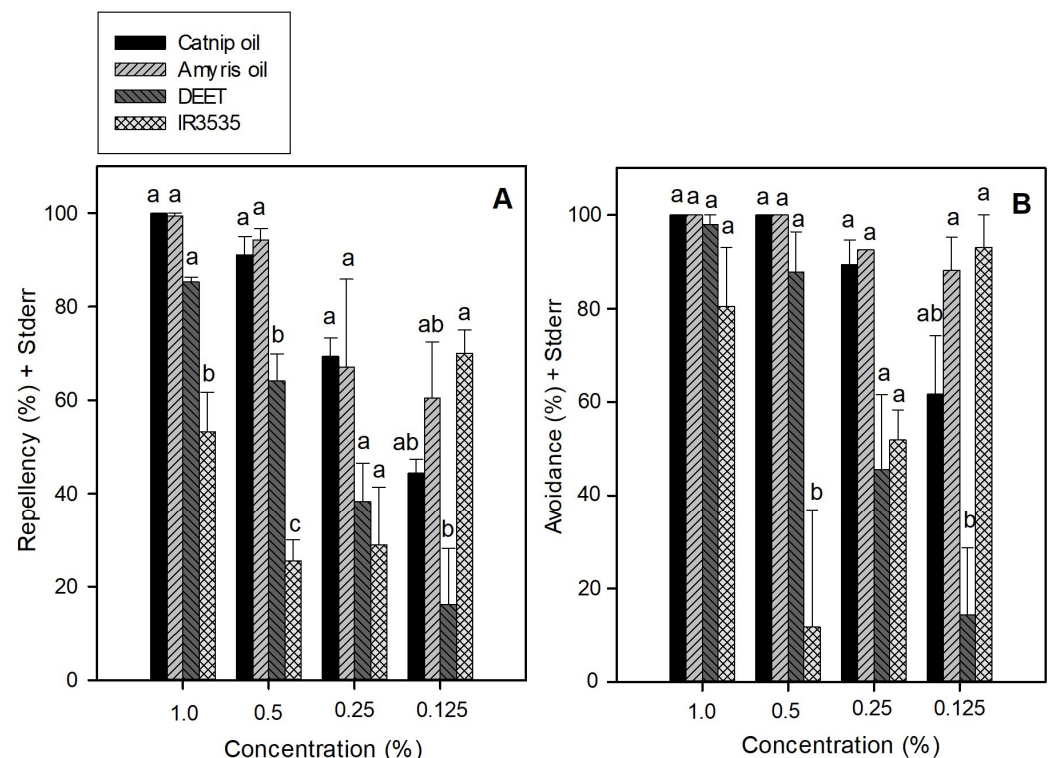 Catnip oil
Amyris oil
DEET
IR3535
A
Repellency (%) + Stderr
100
80
60
40
20
0
a a a b
a a b c
a a a a
ab ab b a
1.0 0.5 0.25 0.125
Concentration (%)
B
Avoidance (%) + Stderr
100
80
60
40
20
0
a a a a
a a a b
a a a a
ab a b a
1.0 0.5 0.25 0.125
Concentration (%)